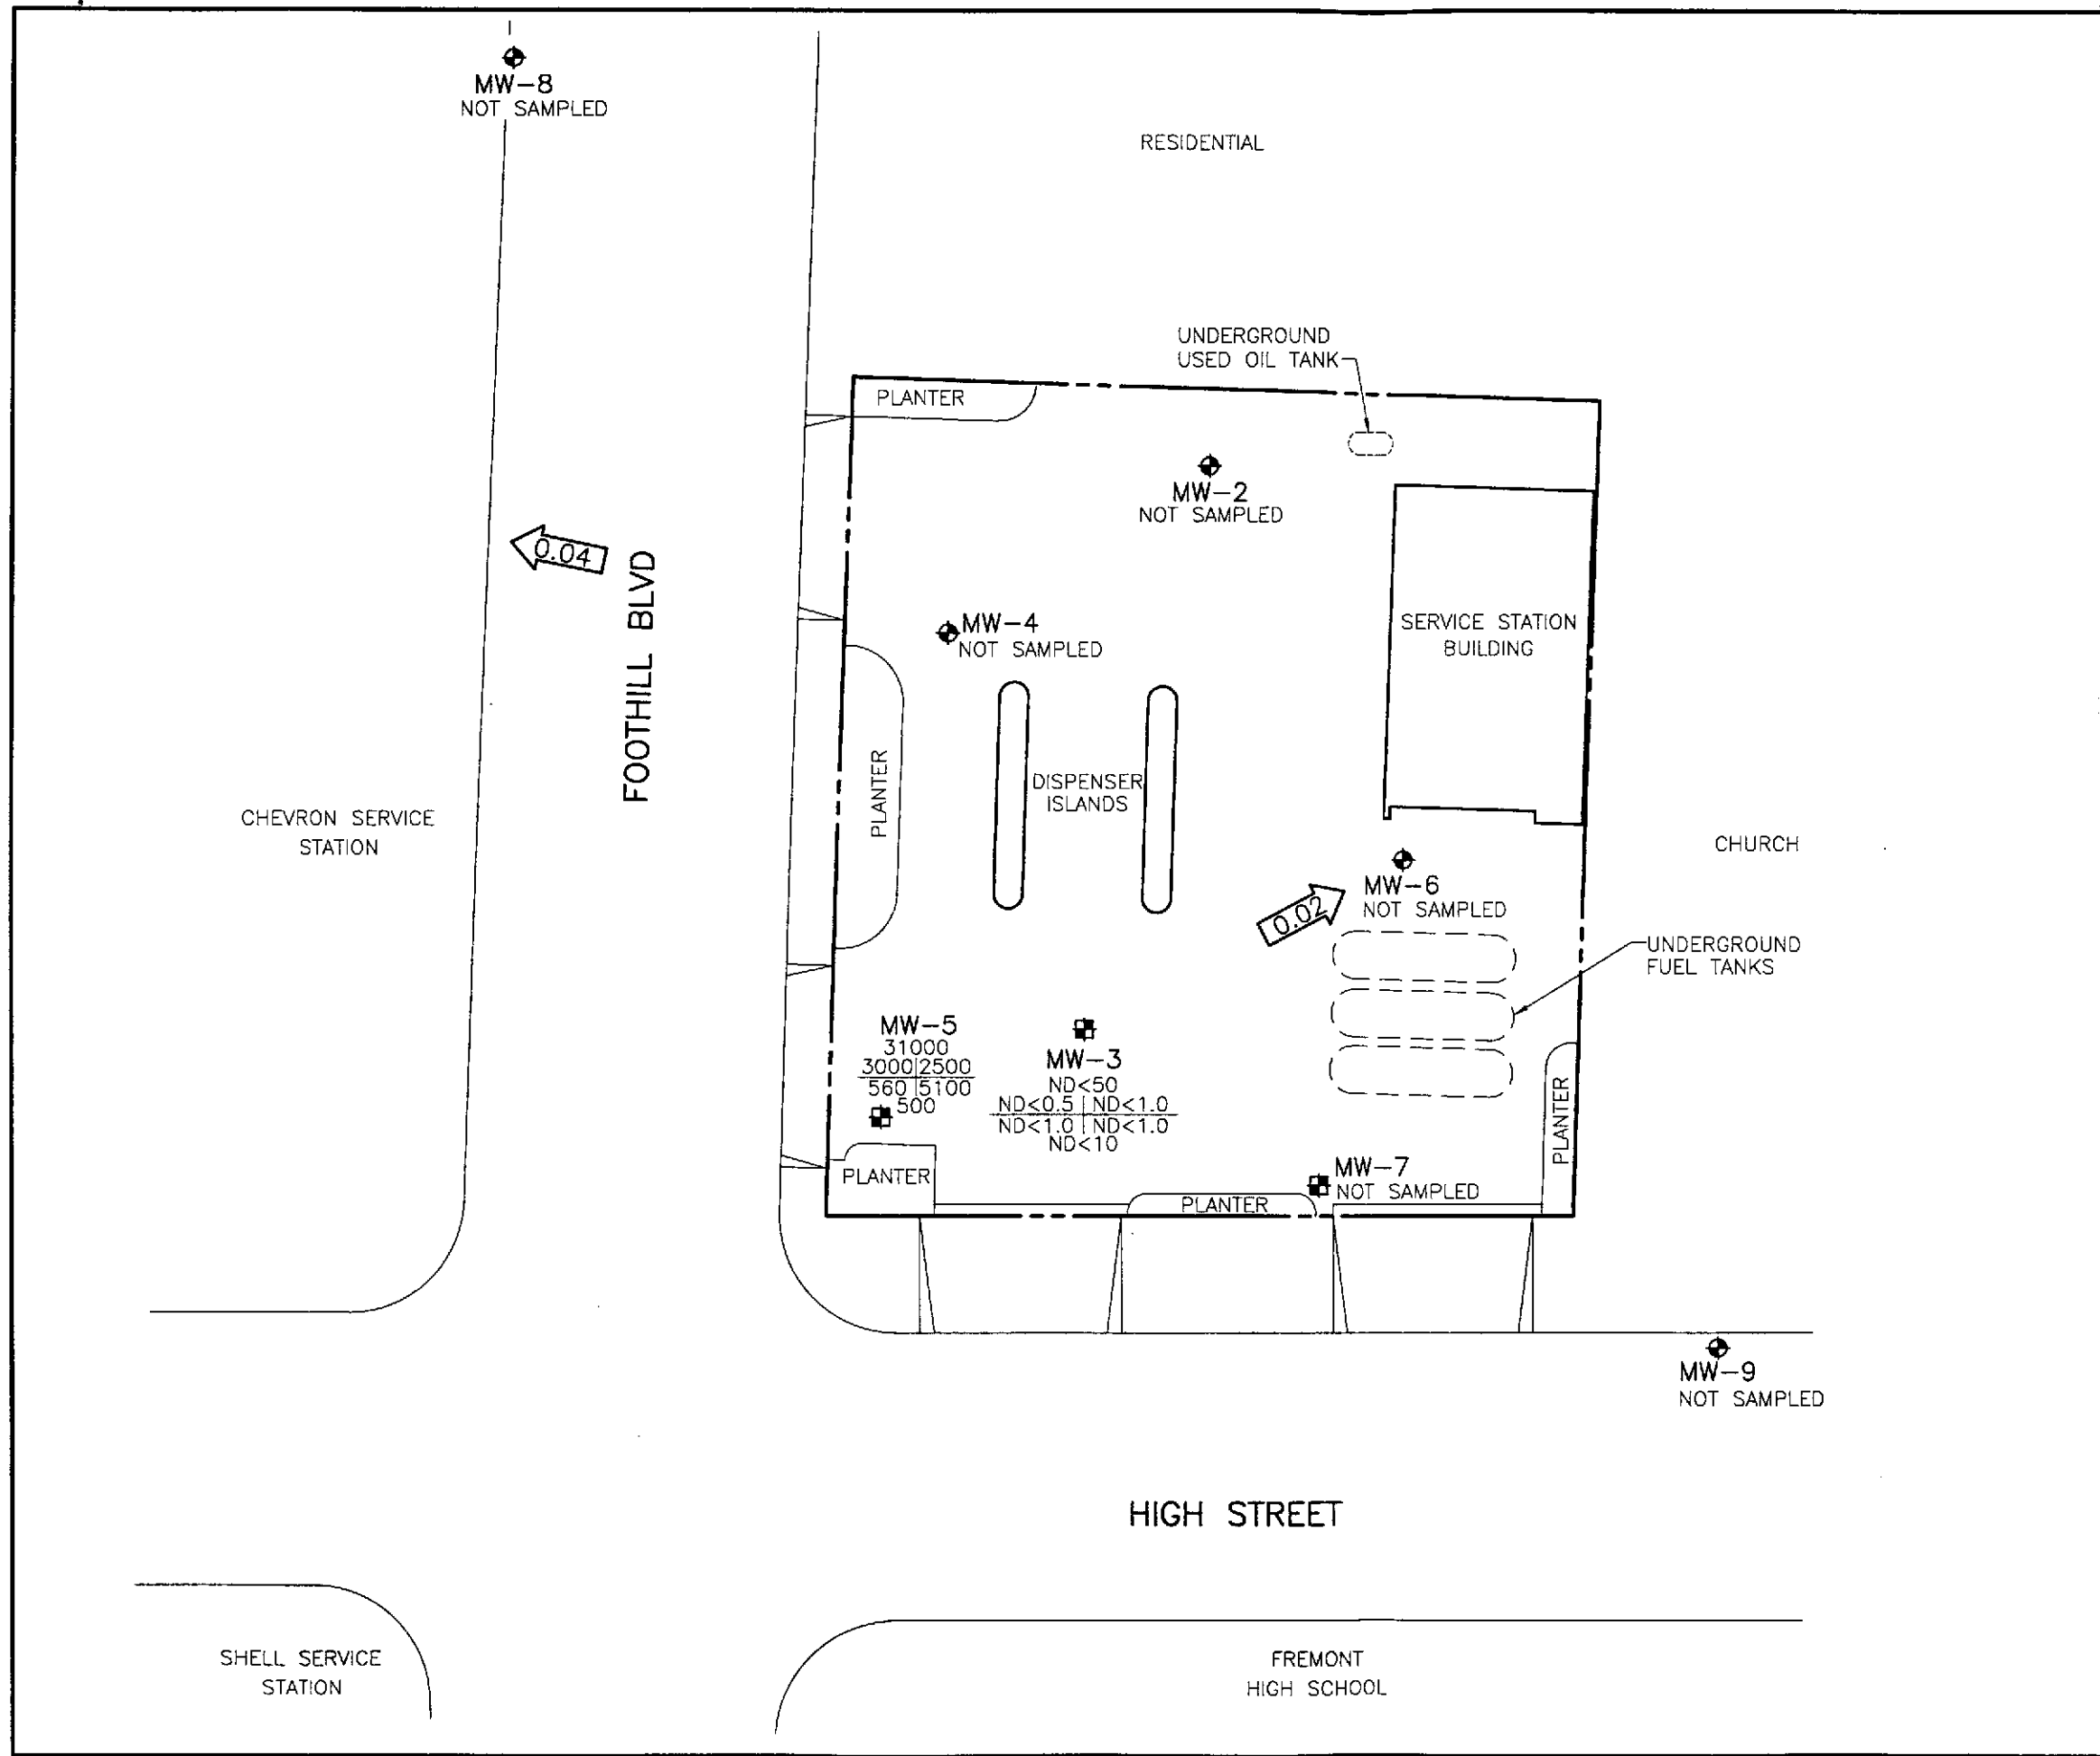 MW-8
NOT SAMPLED
RESIDENTIAL
UNDERGROUND
USED OIL TANK
PLANTER
MW-2
NOT SAMPLED
0.04
FOOTHILL BLVD
MW-4
NOT SAMPLED
SERVICE STATION
BUILDING
PLANTER
DISPENSER
ISLANDS
CHEVRON SERVICE
STATION
CHURCH
MW-6
NOT SAMPLED
0.02
UNDERGROUND
FUEL TANKS
MW-5
31000
3000|2500
560|5100
500
MW-3
ND<50
ND<0.5|ND<1.0
ND<1.0|ND<1.0
ND<10
PLANTER
PLANTER
MW-7
NOT SAMPLED
PLANTER
MW-9
NOT SAMPLED
HIGH STREET
SHELL SERVICE
STATION
FREMONT
HIGH SCHOOL